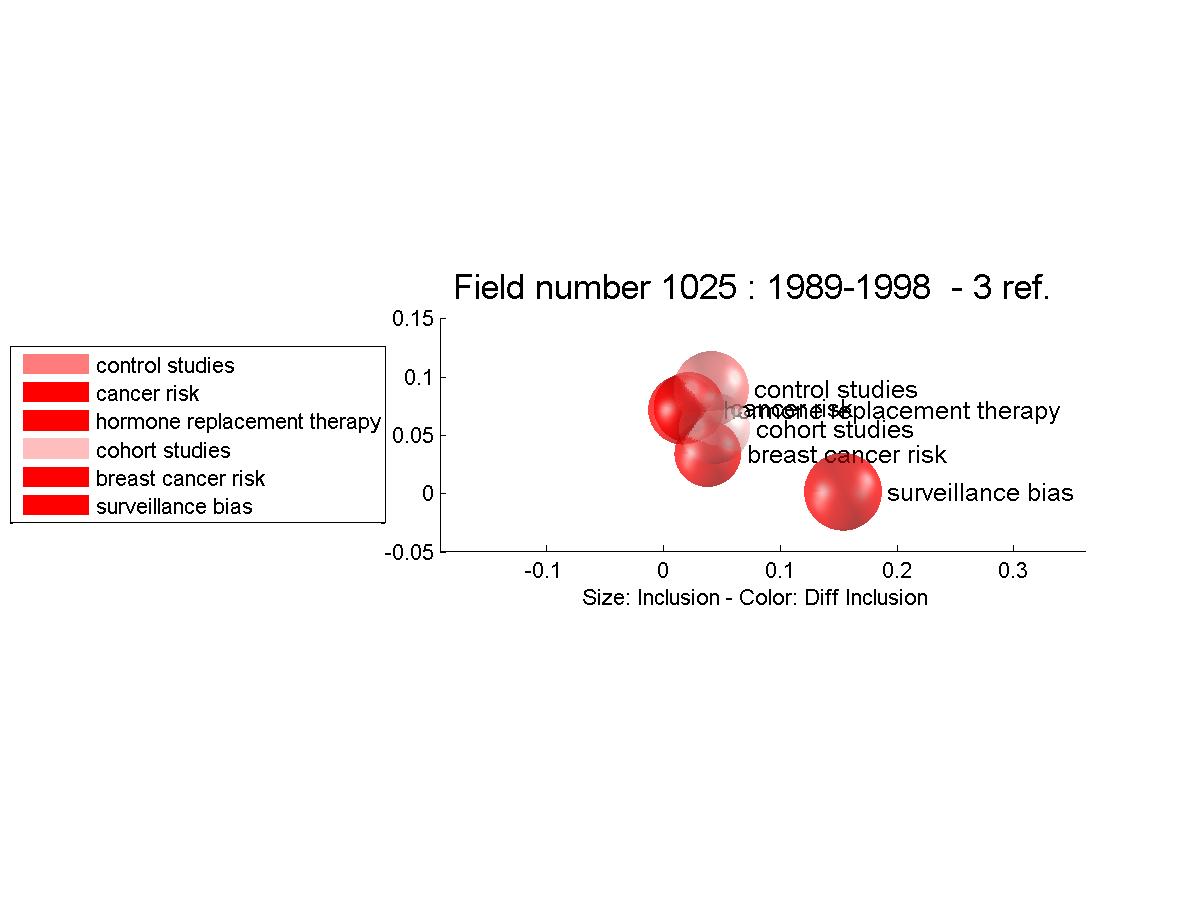 Field number 1025 : 1989-1998 - 3 ref.
control studies
cancer risk
hormone replacement therapy
cohort studies
breast cancer risk
surveillance bias
0.15
0.1
0.05
0
-0.05
control studies
cancer risk
hormone replacement therapy
cohort studies
breast cancer risk
surveillance bias
-0.1
0
0.1
0.2
0.3
Size: Inclusion - Color: Diff Inclusion